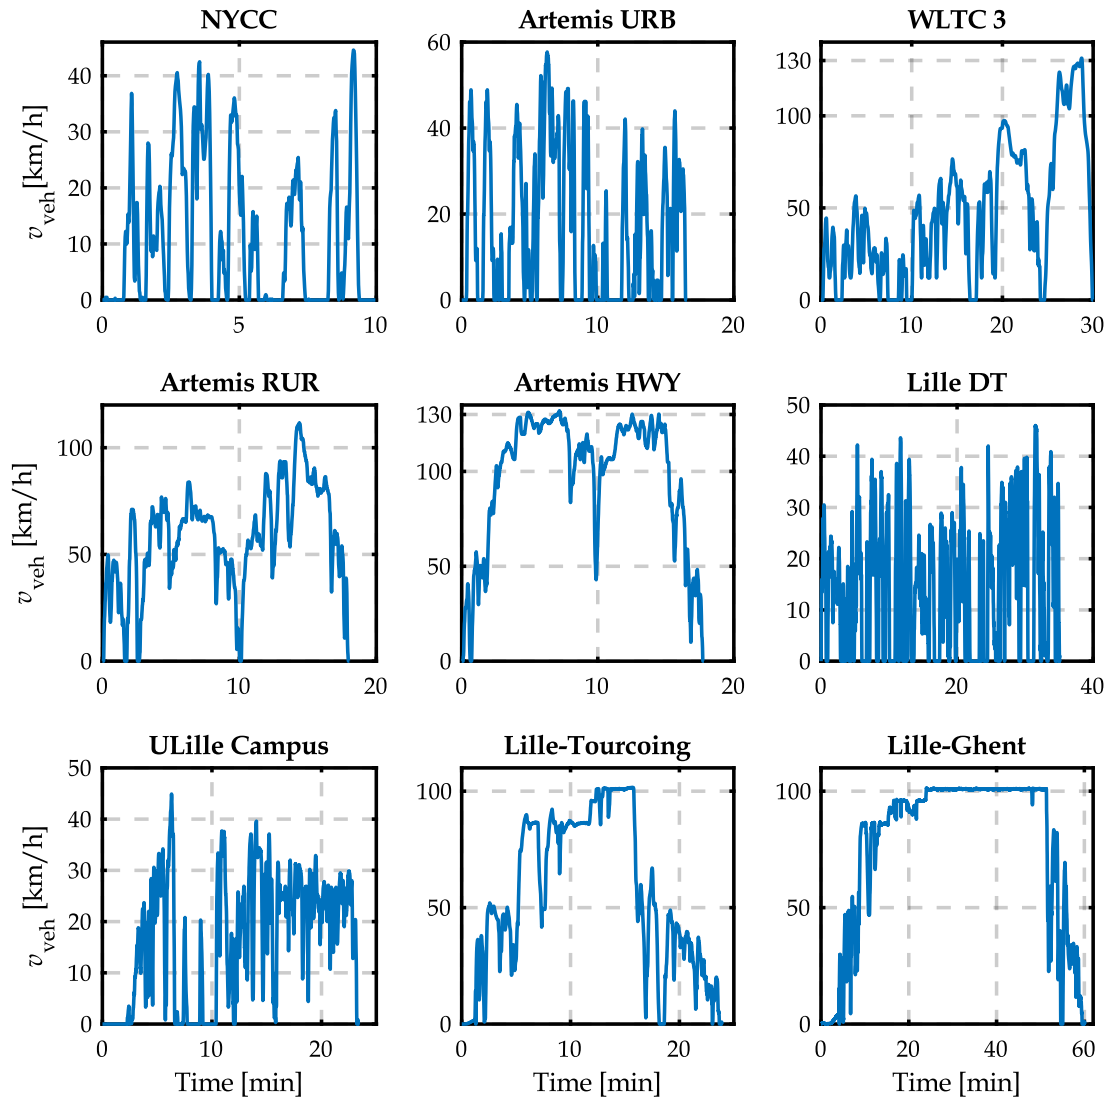 NYCC Artemis URB WLTC 3
v_veh[km/h]
40
30
20
10
0
0 5 10
60
40
20
0
0 10 20
130
100
50
0
0 10 20 30
Artemis RUR Artemis HWY Lille DT
v_veh [km/h]
100
50
0
0 10 20
130
100
50
0
0 10 20
50
40
30
20
10
0
0 20 40
ULille Campus Lille-Tourcoing Lille-Ghent
v_veh [km/h]
50
40
30
20
10
0
0 10 20
100
50
0
0 10 20
100
50
0
0 20 40 60
Time [min] Time [min] Time [min]